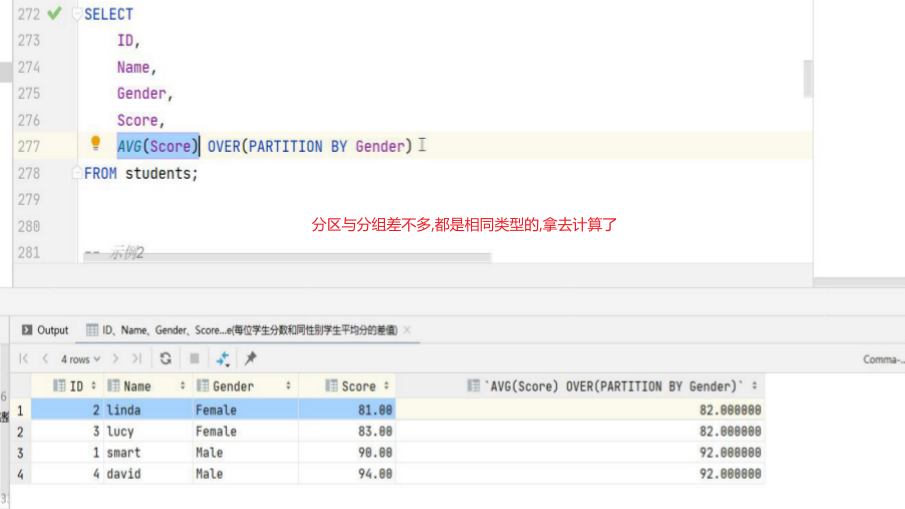 272 SELECT
273 ID,
274 Name,
275 Gender,
276 Score,
277 AVG(Score) OVER(PARTITION BY Gender)
278 FROM students;
279
280
分区与分组差不多,都是相同类型的,拿去计算了
281 -- 示例2
Output ID、Name、Gender、Score...e(每位学生分数和同性别学生平均分的差值)
4 rows Comma-...
ID Name Gender Score `AVG(Score) OVER(PARTITION BY Gender)`
1 2 linda Female 81.00 82.000000
2 3 lucy Female 83.00 82.000000
3 1 smart Male 90.00 92.000000
4 4 david Male 94.00 92.000000